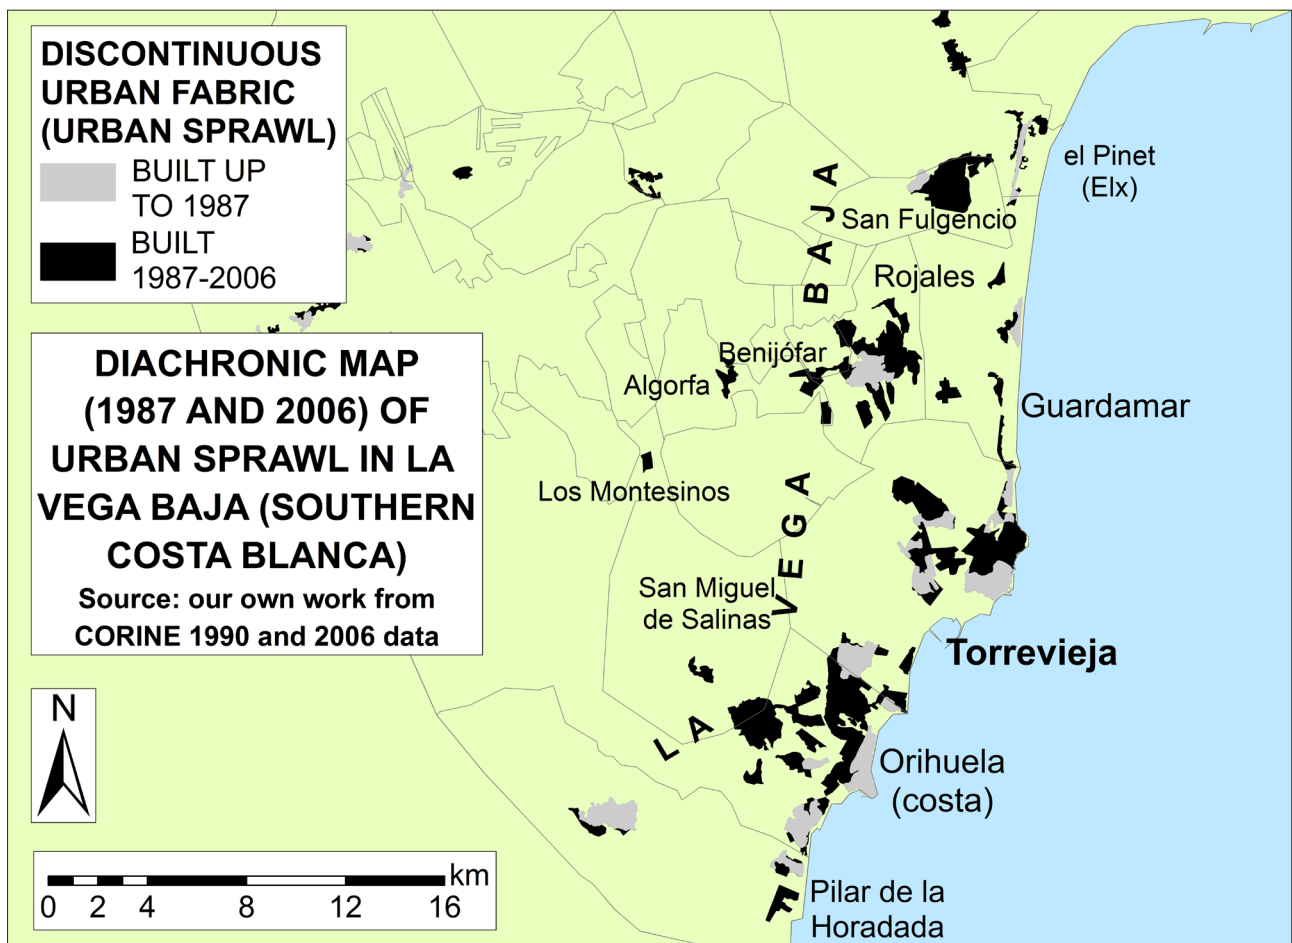 DISCONTINUOUS
URBAN FABRIC
(URBAN SPRAWL)
BUILT UP
TO 1987
BUILT
1987-2006
DIACHRONIC MAP
(1987 AND 2006) OF
URBAN SPRAWL IN LA
VEGA BAJA (SOUTHERN
COSTA BLANCA)
Source: our own work from
CORINE 1990 and 2006 data
N
km
0 2 4 8 12 16
el Pinet
(Elx)
San Fulgencio
Rojales
Benijófar
Algorfa
Guardamar
Los Montesinos
San Miguel
de Salinas
Torrevieja
Orihuela
(costa)
Pilar de la
Horadada
LA VEGA BAJA